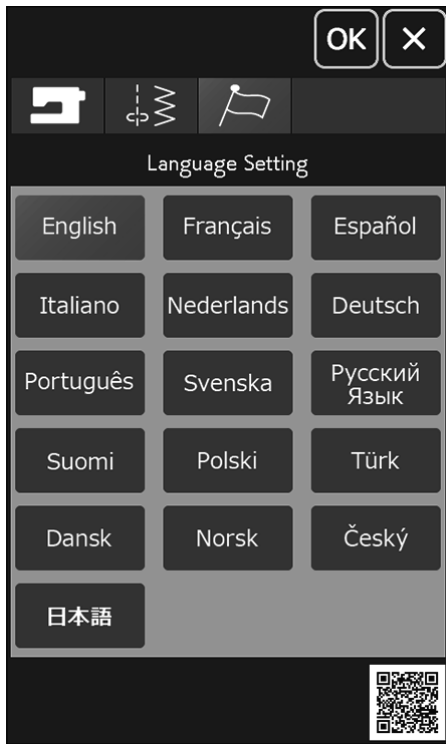 OK ×
Language Setting
English Français Español
Italiano Nederlands Deutsch
Português Svenska Русский
Язык
Suomi Polski Türk
Dansk Norsk Český
日本語